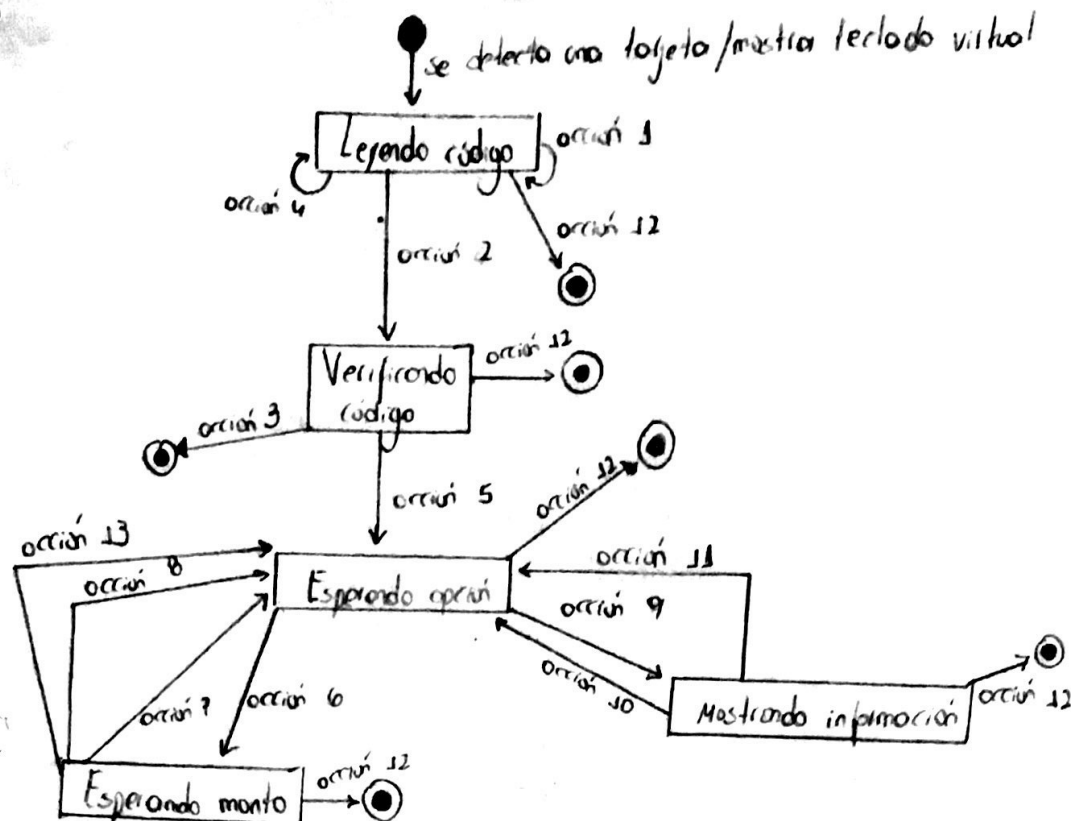 se detecta una tarjeta/mostrar teclado virtual
Leyendo código
acción 1
acción 4
acción 12
acción 2
Verificando
código
acción 12
acción 3
acción 5
acción 12
acción 13
acción 8
acción 11
Esperando opción
acción 9
acción 7
acción 6
acción 10
Mostrando información
acción 12
Esperando monto
acción 12